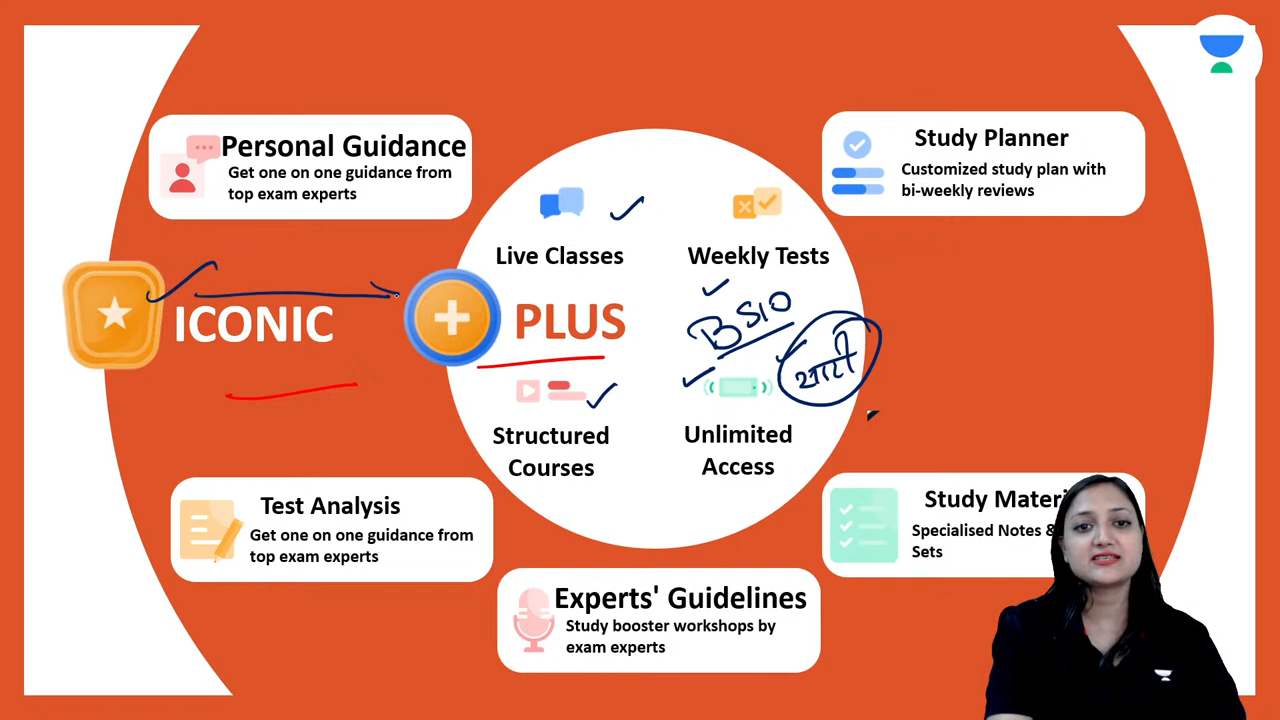 Personal Guidance
Get one on one guidance from
top exam experts
Study Planner
Customized study plan with
bi-weekly reviews
Live Classes
Weekly Tests
ICONIC
PLUS
Structured
Courses
Unlimited
Access
Test Analysis
Get one on one guidance from
top exam experts
Study Materi
Specialised Notes &
Sets
Experts' Guidelines
Study booster workshops by
exam experts